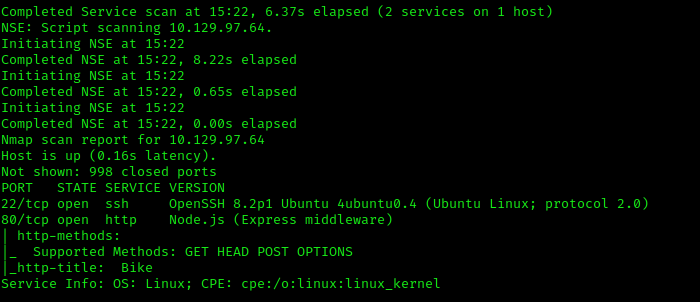 Completed Service scan at 15:22, 6.37s elapsed (2 services on 1 host)
NSE: Script scanning 10.129.97.64.
Initiating NSE at 15:22
Completed NSE at 15:22, 8.22s elapsed
Initiating NSE at 15:22
Completed NSE at 15:22, 0.65s elapsed
Initiating NSE at 15:22
Completed NSE at 15:22, 0.00s elapsed
Nmap scan report for 10.129.97.64
Host is up (0.16s latency).
Not shown: 998 closed ports
PORT   STATE SERVICE VERSION
22/tcp open  ssh     OpenSSH 8.2p1 Ubuntu 4ubuntu0.4 (Ubuntu Linux; protocol 2.0)
80/tcp open  http    Node.js (Express middleware)
| http-methods:
|_  Supported Methods: GET HEAD POST OPTIONS
|_http-title:  Bike
Service Info: OS: Linux; CPE: cpe:/o:linux:linux_kernel